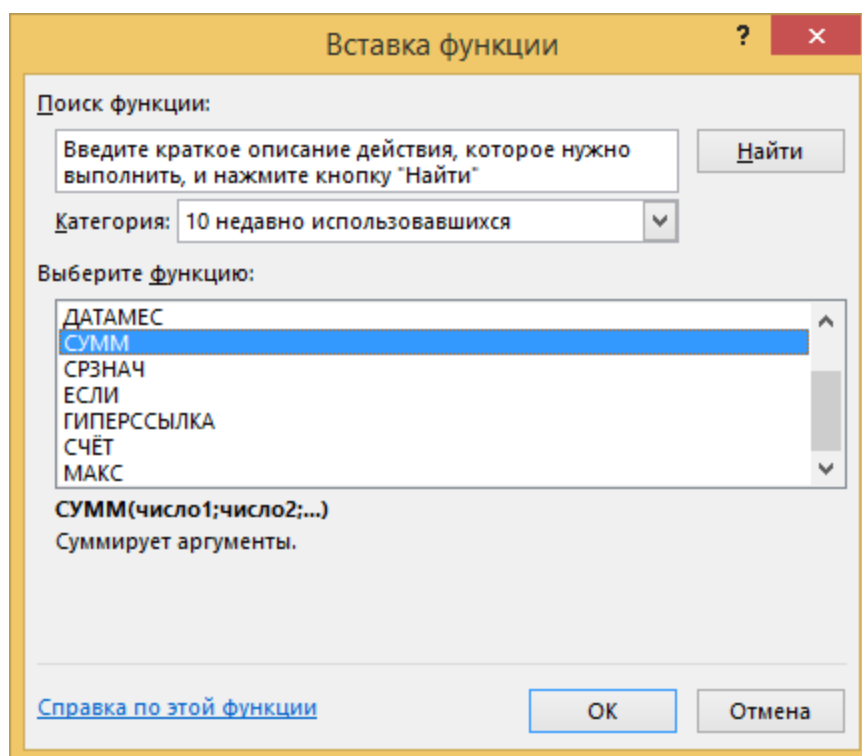 Вставка функции
?
Поиск функции:
Введите краткое описание действия, которое нужно
выполнить, и нажмите кнопку "Найти"
Найти
Категория: 10 недавно использовавшихся
Выберите функцию:
ДАТАМЕС
СУММ
СРЗНАЧ
ЕСЛИ
ГИПЕРССЫЛКА
СЧЁТ
МАКС
СУММ(число1;число2;...)
Суммирует аргументы.
Справка по этой функции
ОК
Отмена